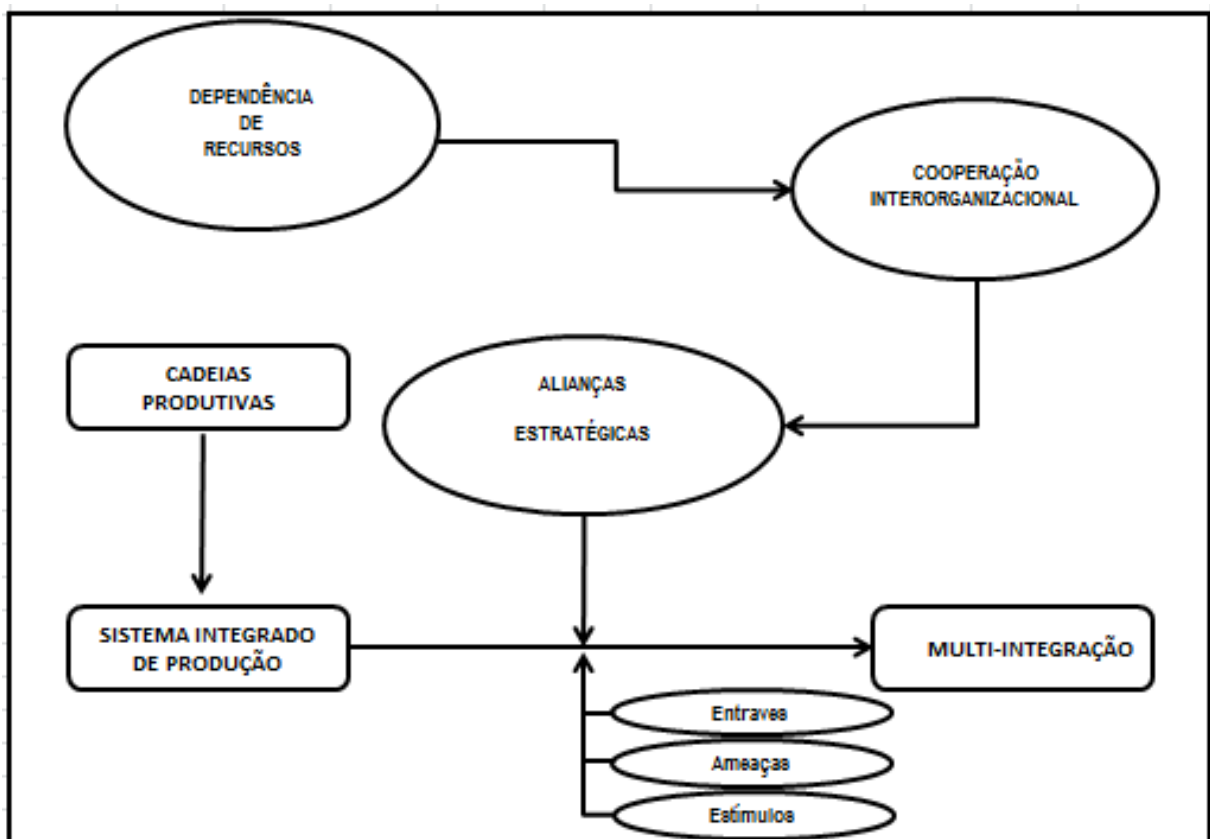 DEPENDÊNCIA
DE
RECURSOS
COOPERAÇÃO
INTERORGANIZACIONAL
CADEIAS
PRODUTIVAS
ALIANÇAS
ESTRATÉGICAS
SISTEMA INTEGRADO
DE PRODUÇÃO
MULTI-INTEGRAÇÃO
Entraves
Ameaças
Estímulos